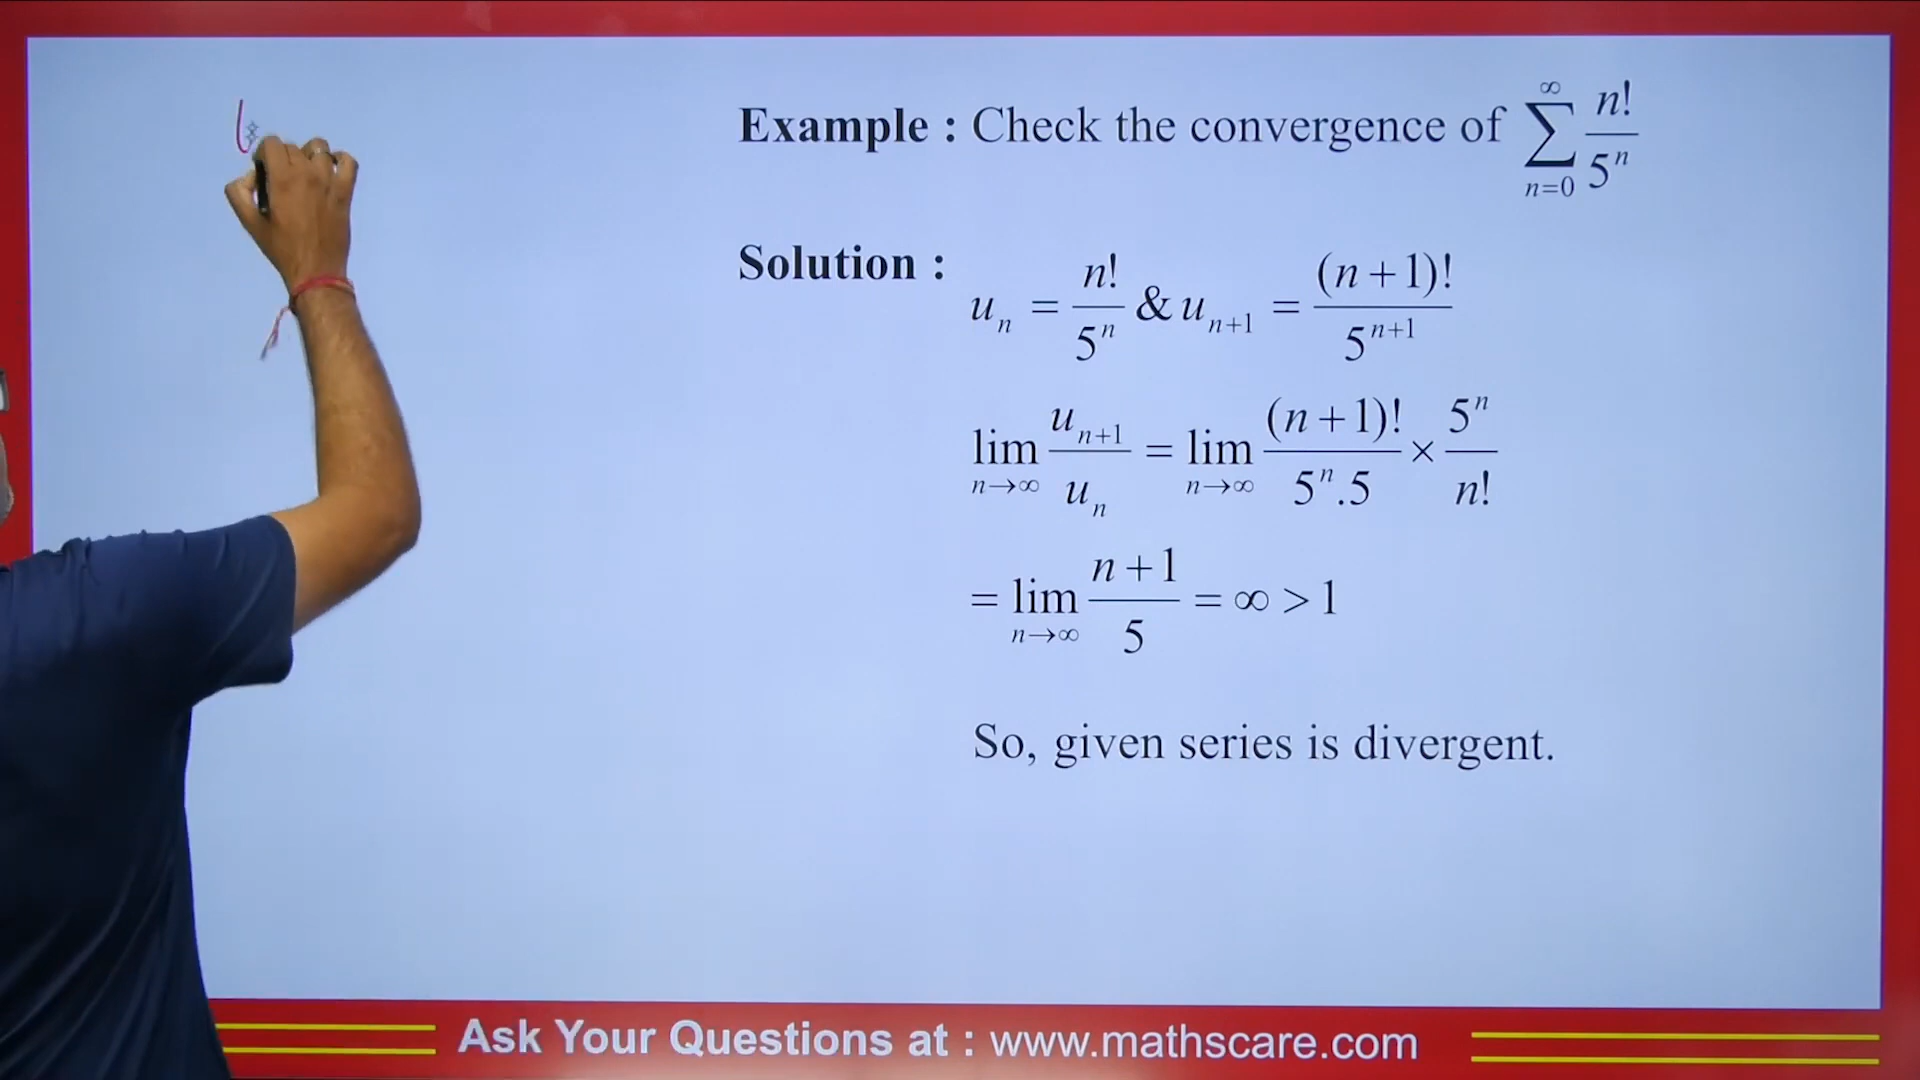 Example : Check the convergence of ∑_{n=0}^{∞} n!/5^n
Solution :
u_n = n!/5^n & u_{n+1} = (n+1)!/5^{n+1}
lim_{n→∞} u_{n+1}/u_n = lim_{n→∞} (n+1)!/5^n.5 × 5^n/n!
= lim_{n→∞} n+1/5 = ∞ > 1
So, given series is divergent.
Ask Your Questions at : www.mathscare.com